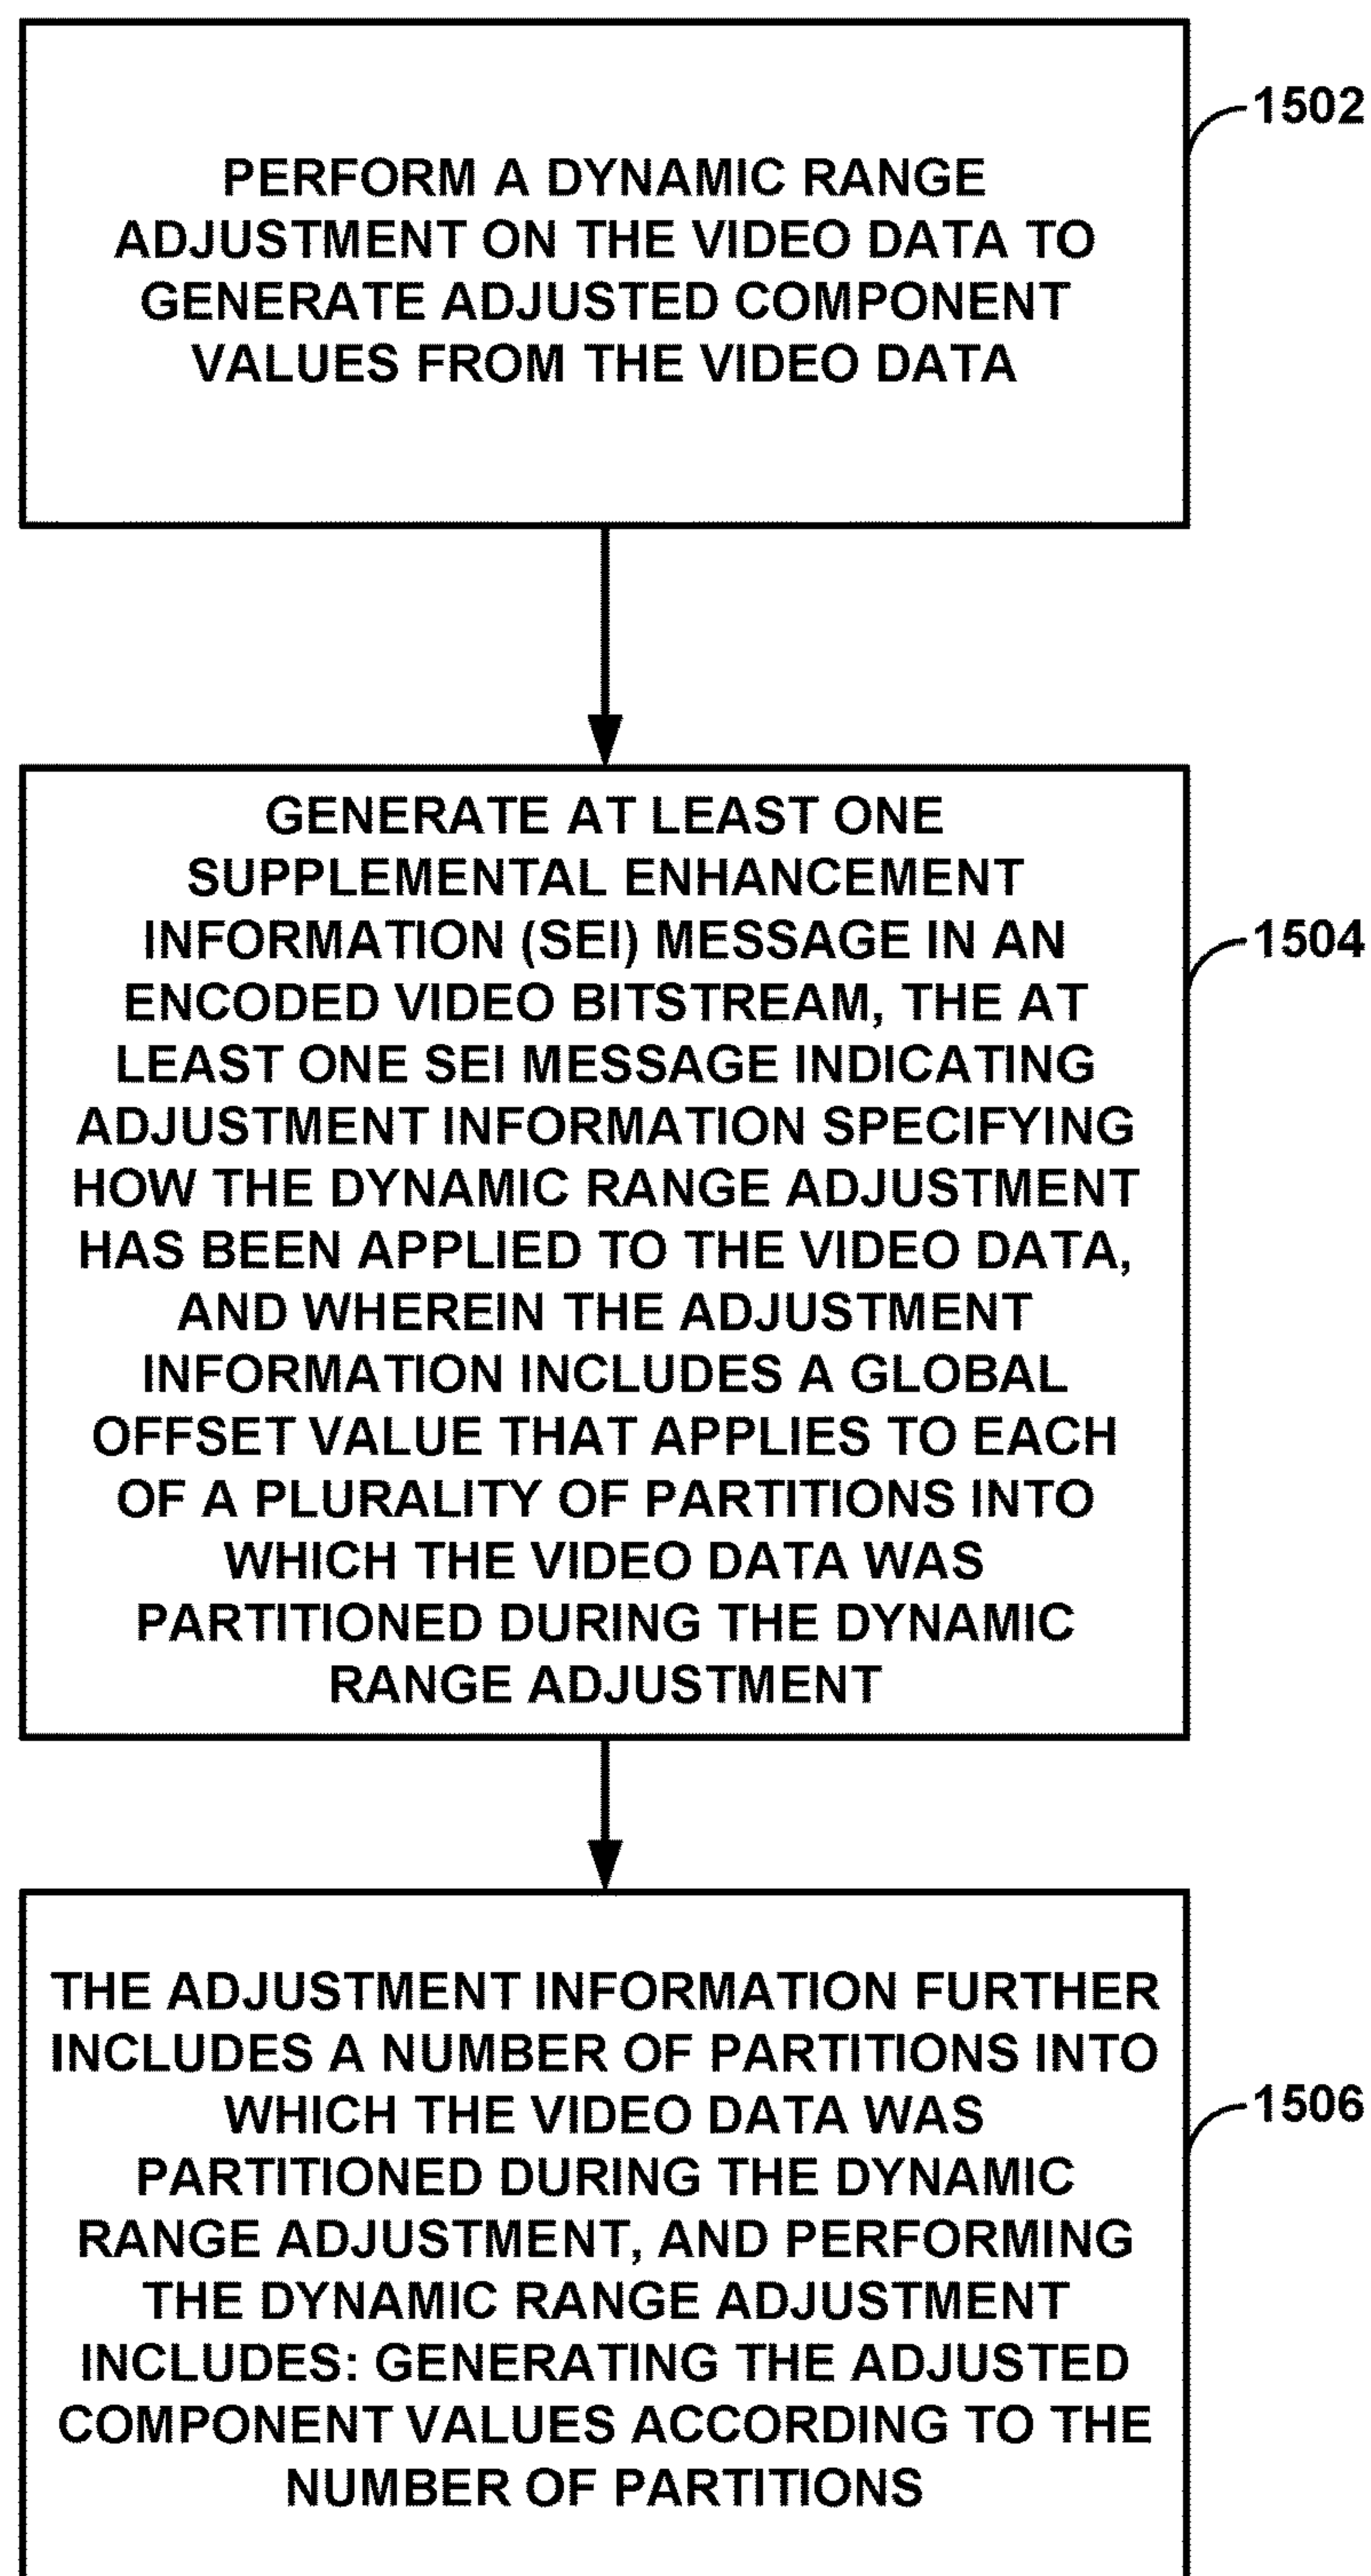 1502
PERFORM A DYNAMIC RANGE
ADJUSTMENT ON THE VIDEO DATA TO
GENERATE ADJUSTED COMPONENT
VALUES FROM THE VIDEO DATA
GENERATE AT LEAST ONE
SUPPLEMENTAL ENHANCEMENT
INFORMATION (SEI) MESSAGE IN AN
1504
ENCODED VIDEO BITSTREAM, THE AT
LEAST ONE SEI MESSAGE INDICATING
ADJUSTMENT INFORMATION SPECIFYING
HOW THE DYNAMIC RANGE ADJUSTMENT
HAS BEEN APPLIED TO THE VIDEO DATA,
AND WHEREIN THE ADJUSTMENT
INFORMATION INCLUDES A GLOBAL
OFFSET VALUE THAT APPLIES TO EACH
OF A PLURALITY OF PARTITIONS INTO
WHICH THE VIDEO DATA WAS
PARTITIONED DURING THE DYNAMIC
RANGE ADJUSTMENT
THE ADJUSTMENT INFORMATION FURTHER
INCLUDES A NUMBER OF PARTITIONS INTO
WHICH THE VIDEO DATA WAS
1506
PARTITIONED DURING THE DYNAMIC
RANGE ADJUSTMENT, AND PERFORMING
THE DYNAMIC RANGE ADJUSTMENT
INCLUDES: GENERATING THE ADJUSTED
COMPONENT VALUES ACCORDING TO THE
NUMBER OF PARTITIONS